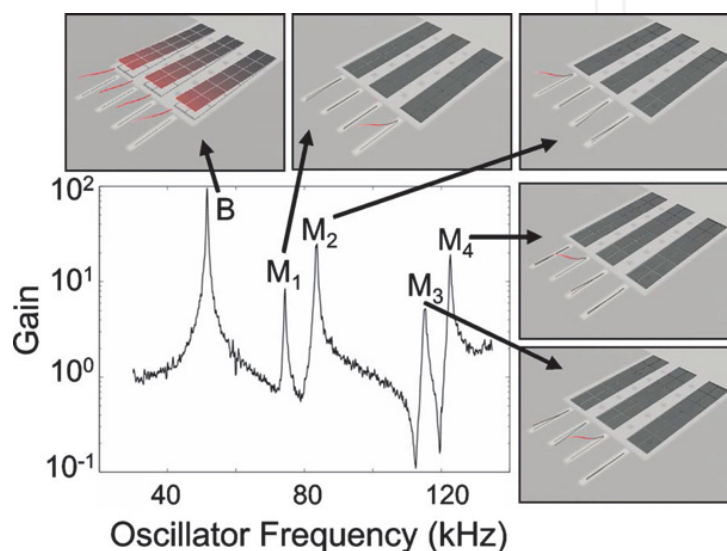 10²
B
M₁
M₂
M₃
M₄
10¹
10⁰
10⁻¹
Gain
40
80
120
Oscillator Frequency (kHz)